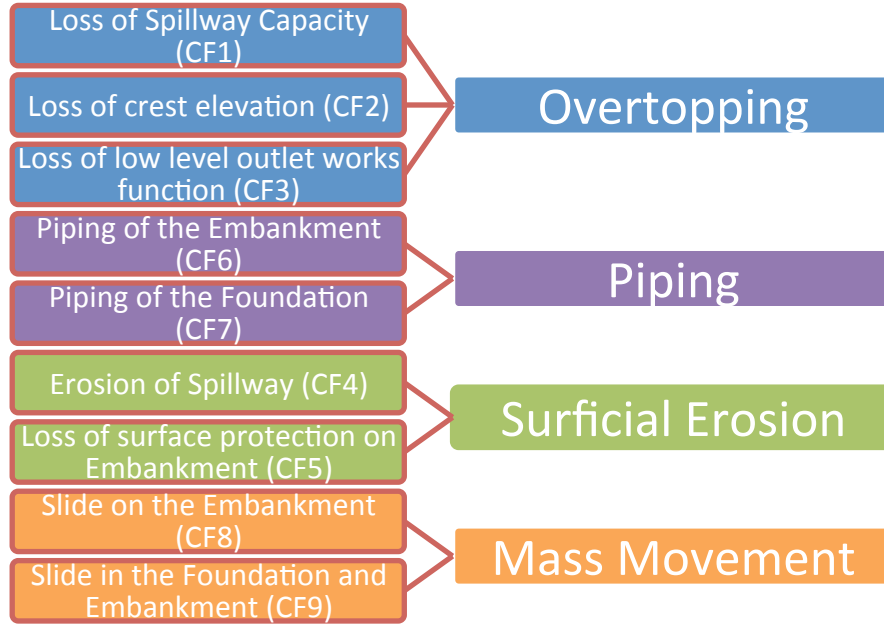 Loss of Spillway Capacity
(CF1)
Loss of crest elevation (CF2)
Loss of low level outlet works
function (CF3)
Overtopping
Piping of the Embankment
(CF6)
Piping of the Foundation
(CF7)
Piping
Erosion of Spillway (CF4)
Loss of surface protection on
Embankment (CF5)
Surficial Erosion
Slide on the Embankment
(CF8)
Slide in the Foundation and
Embankment (CF9)
Mass Movement